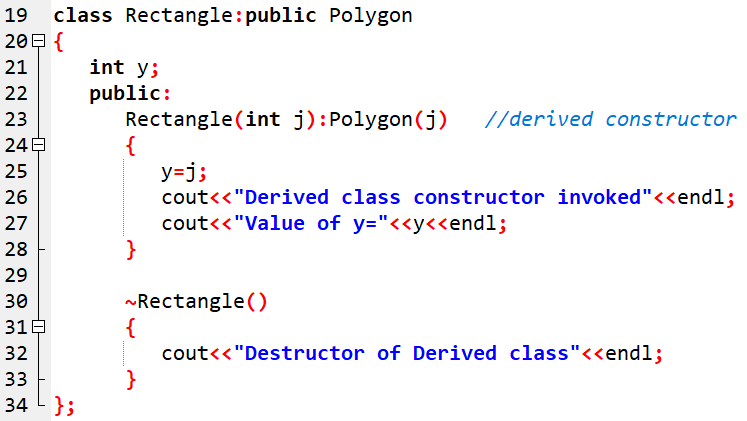 19 class Rectangle:public Polygon
20 {
21 int y;
22 public:
23 Rectangle(int j):Polygon(j) //derived constructor
24 {
25 y=j;
26 cout<<"Derived class constructor invoked"<<endl;
27 cout<<"Value of y="<<y<<endl;
28 }
29
30 ~Rectangle()
31 {
32 cout<<"Destructor of Derived class"<<endl;
33 }
34 };